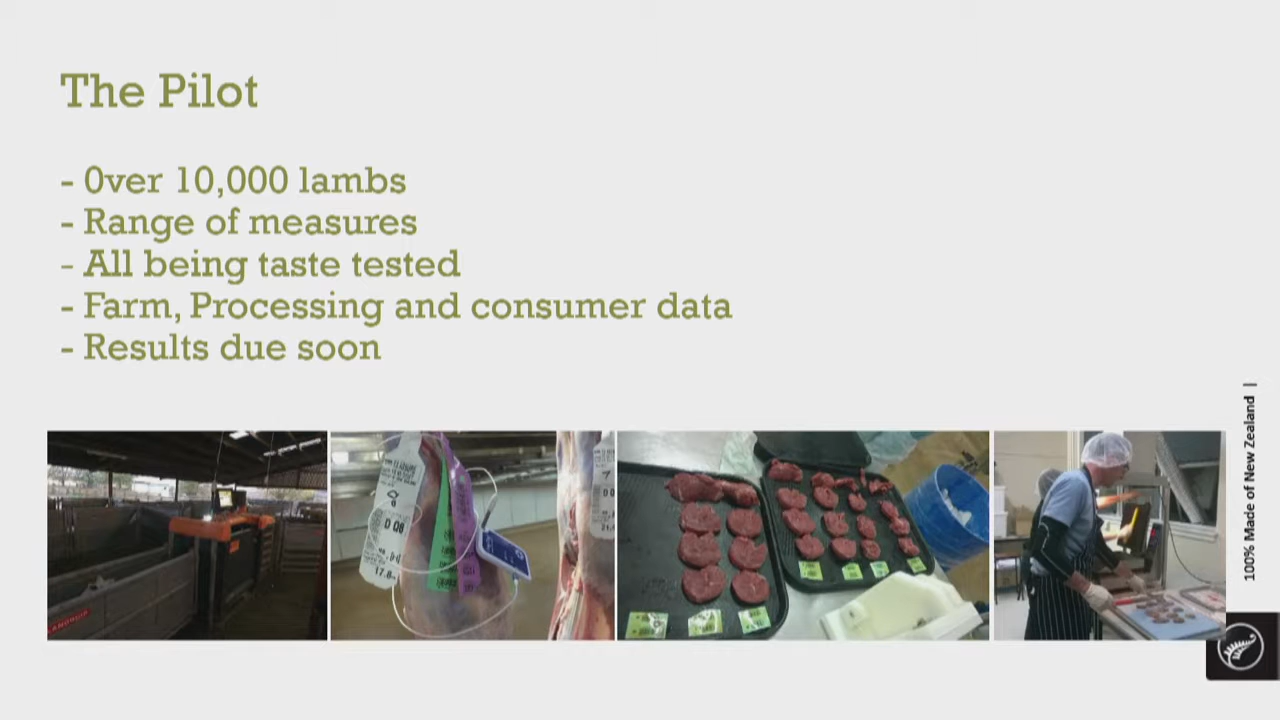 The Pilot
- 0ver 10,000 lambs
- Range of measures
- All being taste tested
- Farm, Processing and consumer data
- Results due soon
100% Made of New Zealand |